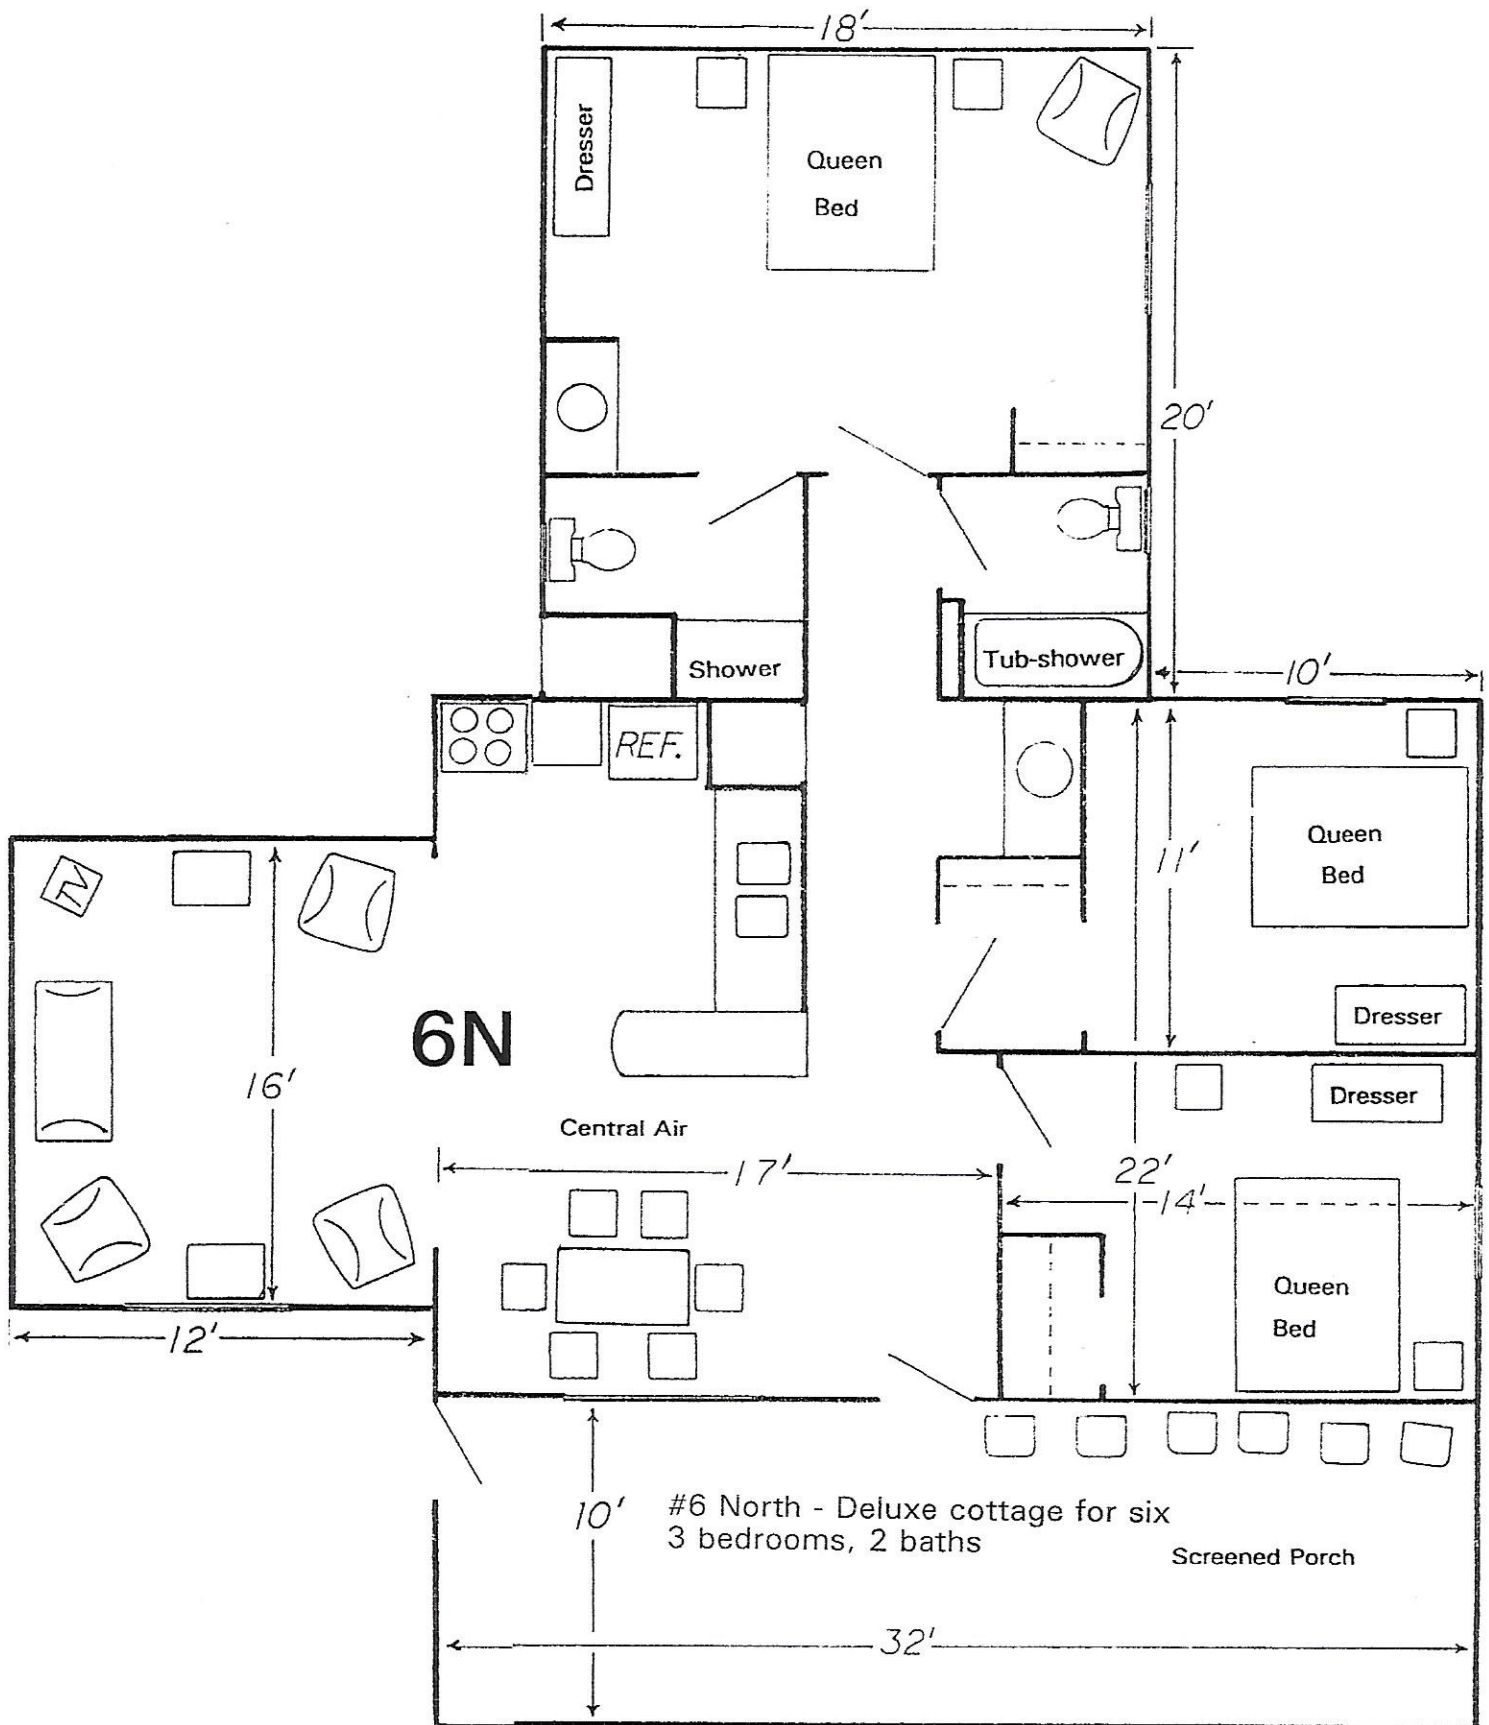 18'
Dresser
Queen
Bed
20'
Shower
Tub-shower
10'
REF.
Queen
Bed
11'
TV
Dresser
6N
16'
Dresser
Central Air
17'
22'
14'
Queen
Bed
12'
10'
#6 North - Deluxe cottage for six
3 bedrooms, 2 baths
Screened Porch
32'